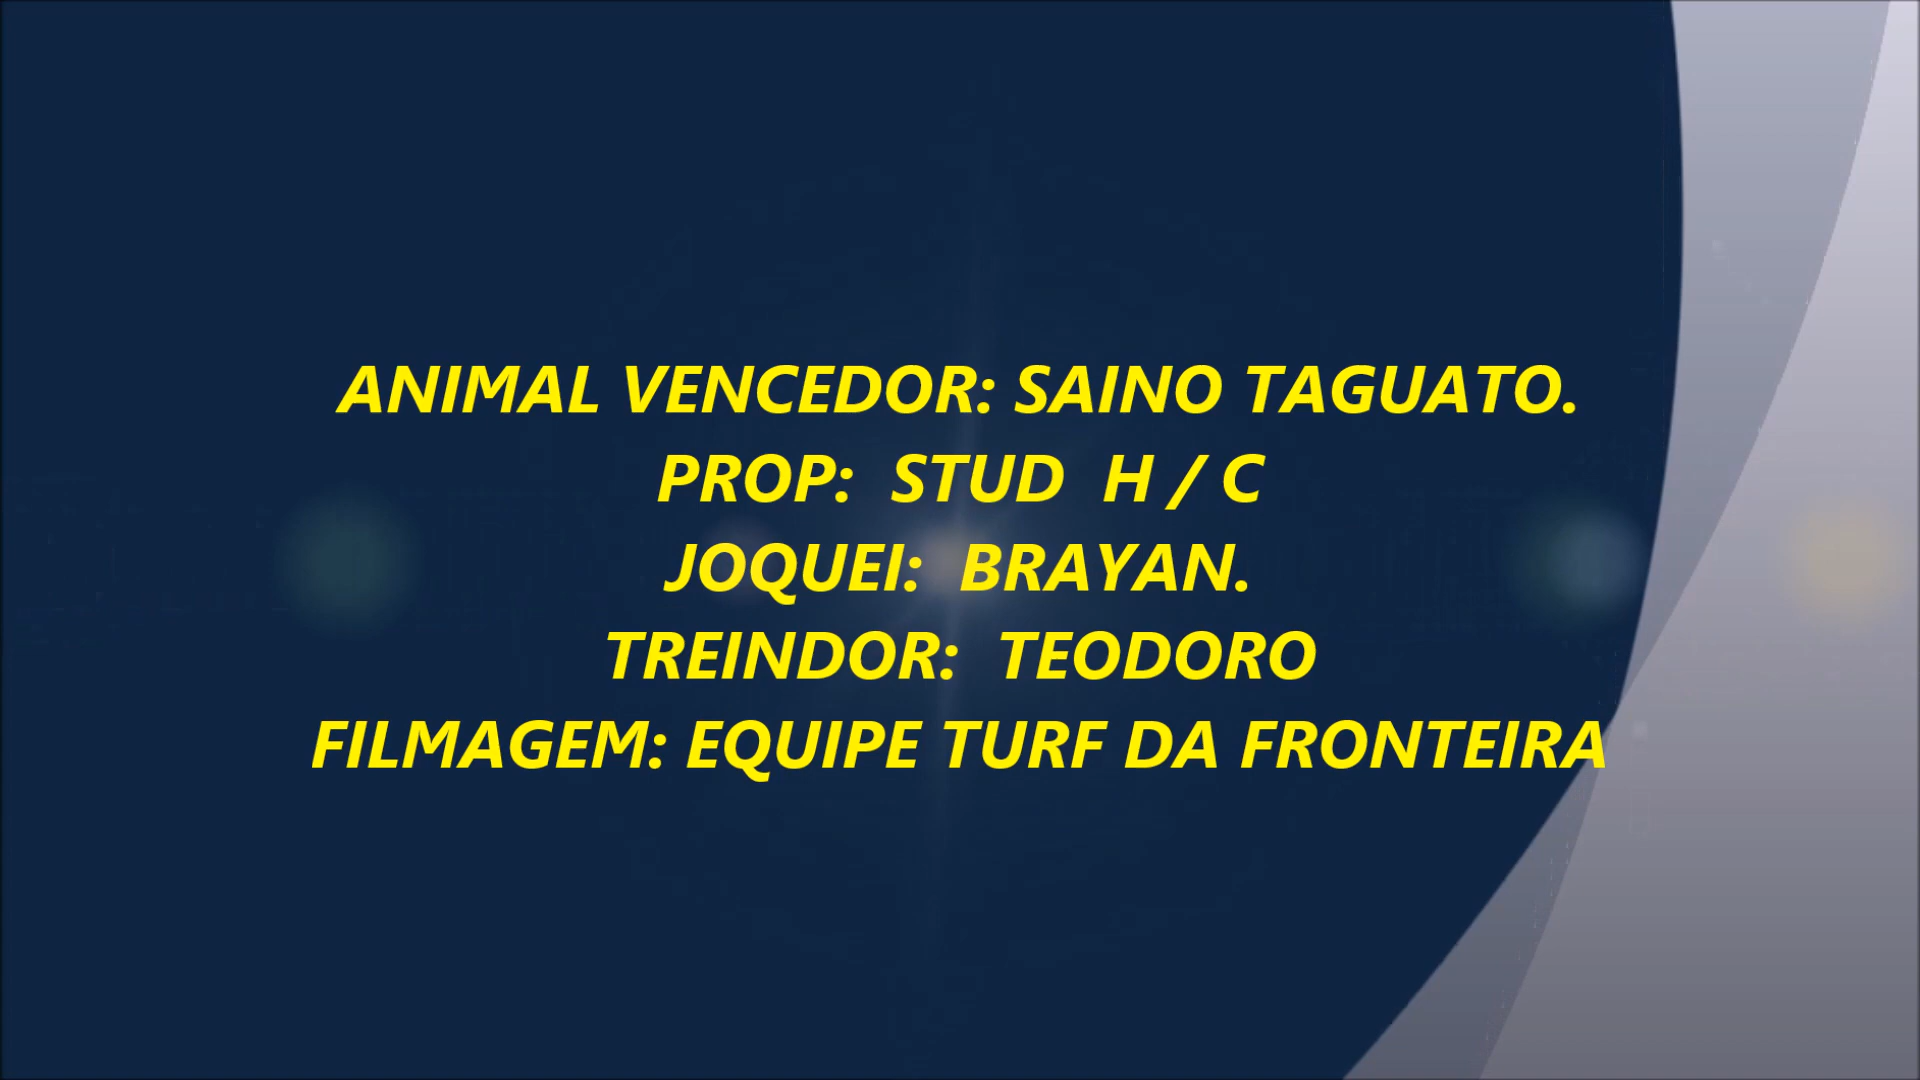 ANIMAL VENCEDOR: SAINO TAGUATO.
PROP: STUD H / C
JOQUEI: BRAYAN.
TREINDOR: TEODORO
FILMAGEM: EQUIPE TURF DA FRONTEIRA